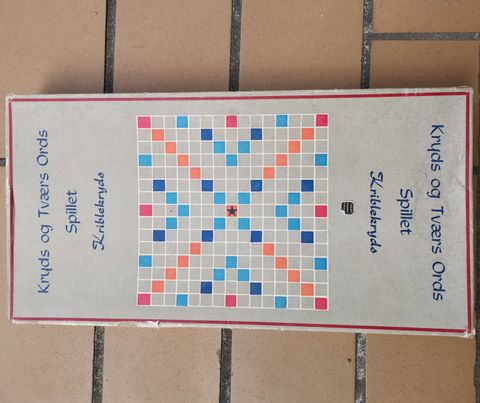 Kryds og Tværs Ords
Spillet
Kriblekryds
Kryds og Tværs Ords
Spillet
Kriblekryds